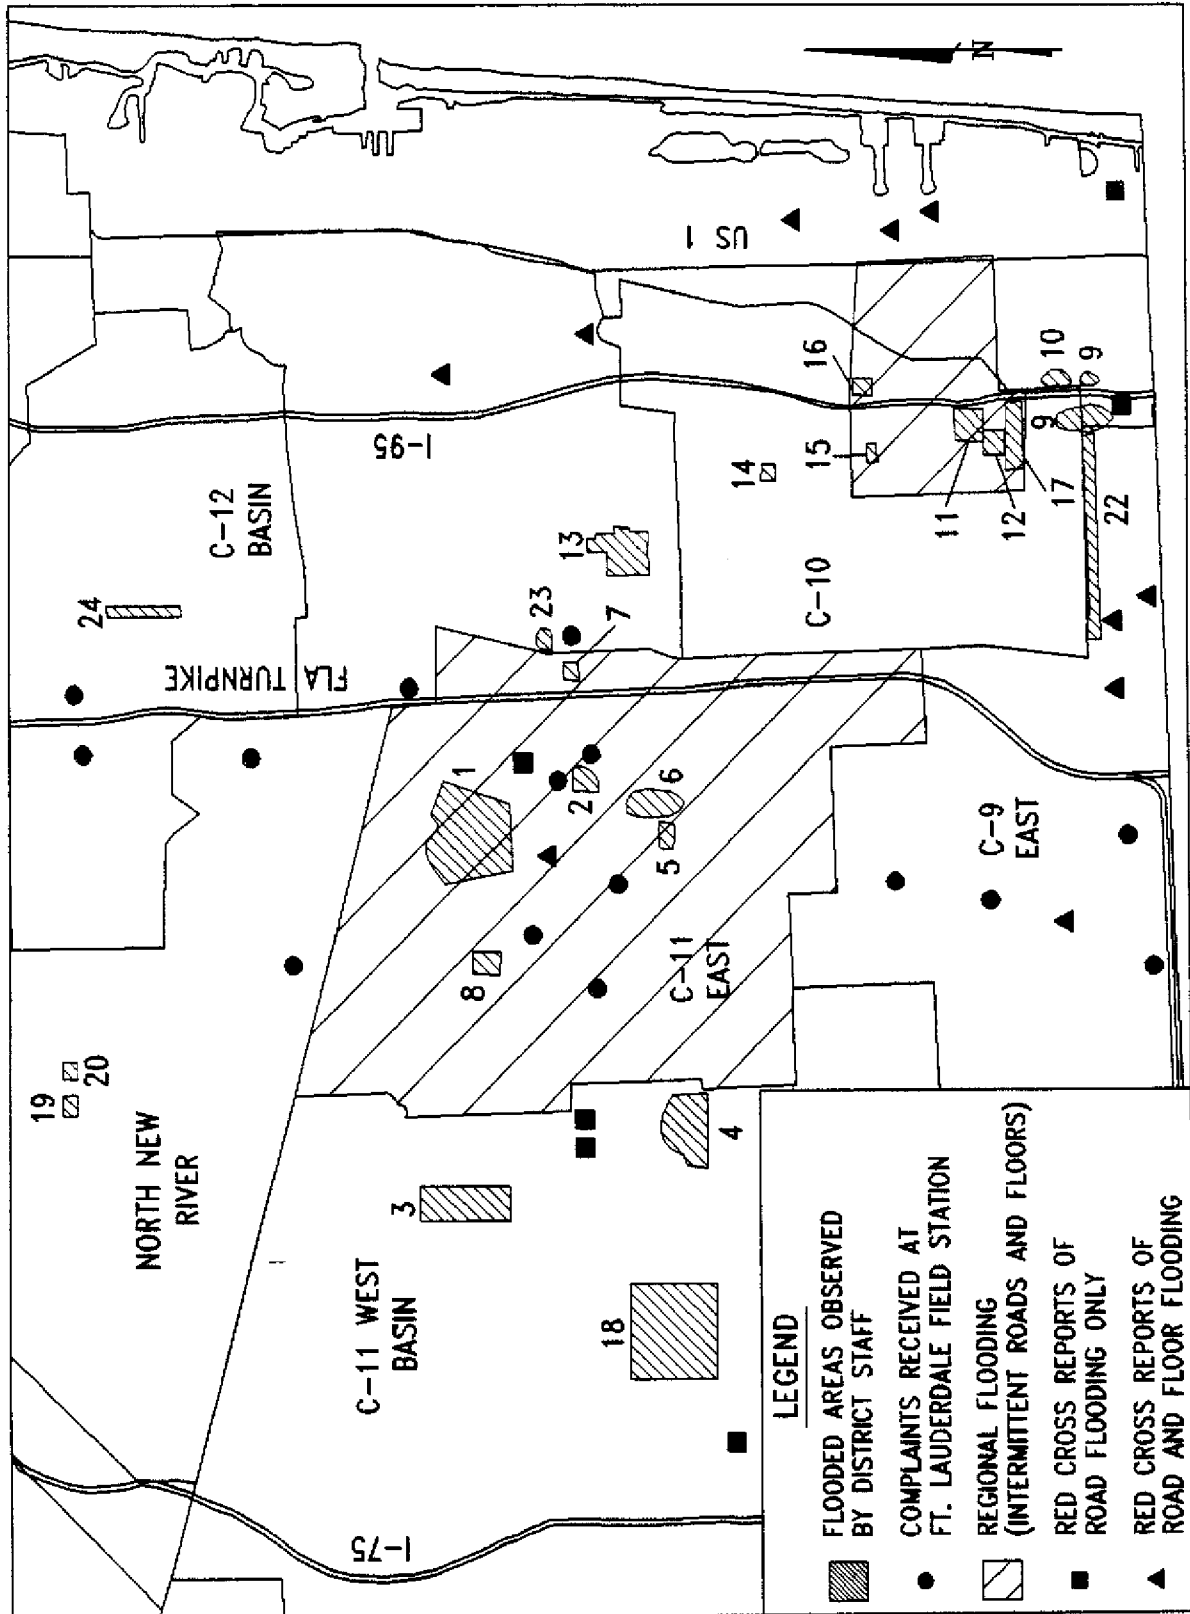 19
20
NORTH NEW
RIVER
24
C-12
BASIN
FLA TURNPIKE
I-95
US 1
N
I-75
C-11 WEST
BASIN
3
18
4
8
1
2
5
6
C-11
EAST
23
7
13
14
C-10
15
16
11
12
17
10
9
9
22
C-9
EAST
LEGEND
FLOODED AREAS OBSERVED
BY DISTRICT STAFF
COMPLAINTS RECEIVED AT
FT. LAUDERDALE FIELD STATION
REGIONAL FLOODING
(INTERMITTENT ROADS AND FLOORS)
RED CROSS REPORTS OF
ROAD FLOODING ONLY
RED CROSS REPORTS OF
ROAD AND FLOOR FLOODING